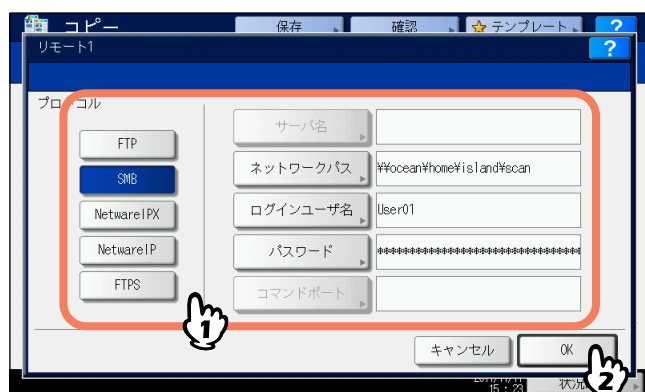 コピー
保存
確認
テンプレート
?
リモート1
?
プロトコル
FTP
SMB
NetwareIPX
NetwareIP
FTPS
サーバ名
ネットワークパス
¥¥ocean¥home¥island¥scan
ログインユーザ名
User01
パスワード
**********************************
コマンドポート
1
キャンセル
OK
2
15:23
状況